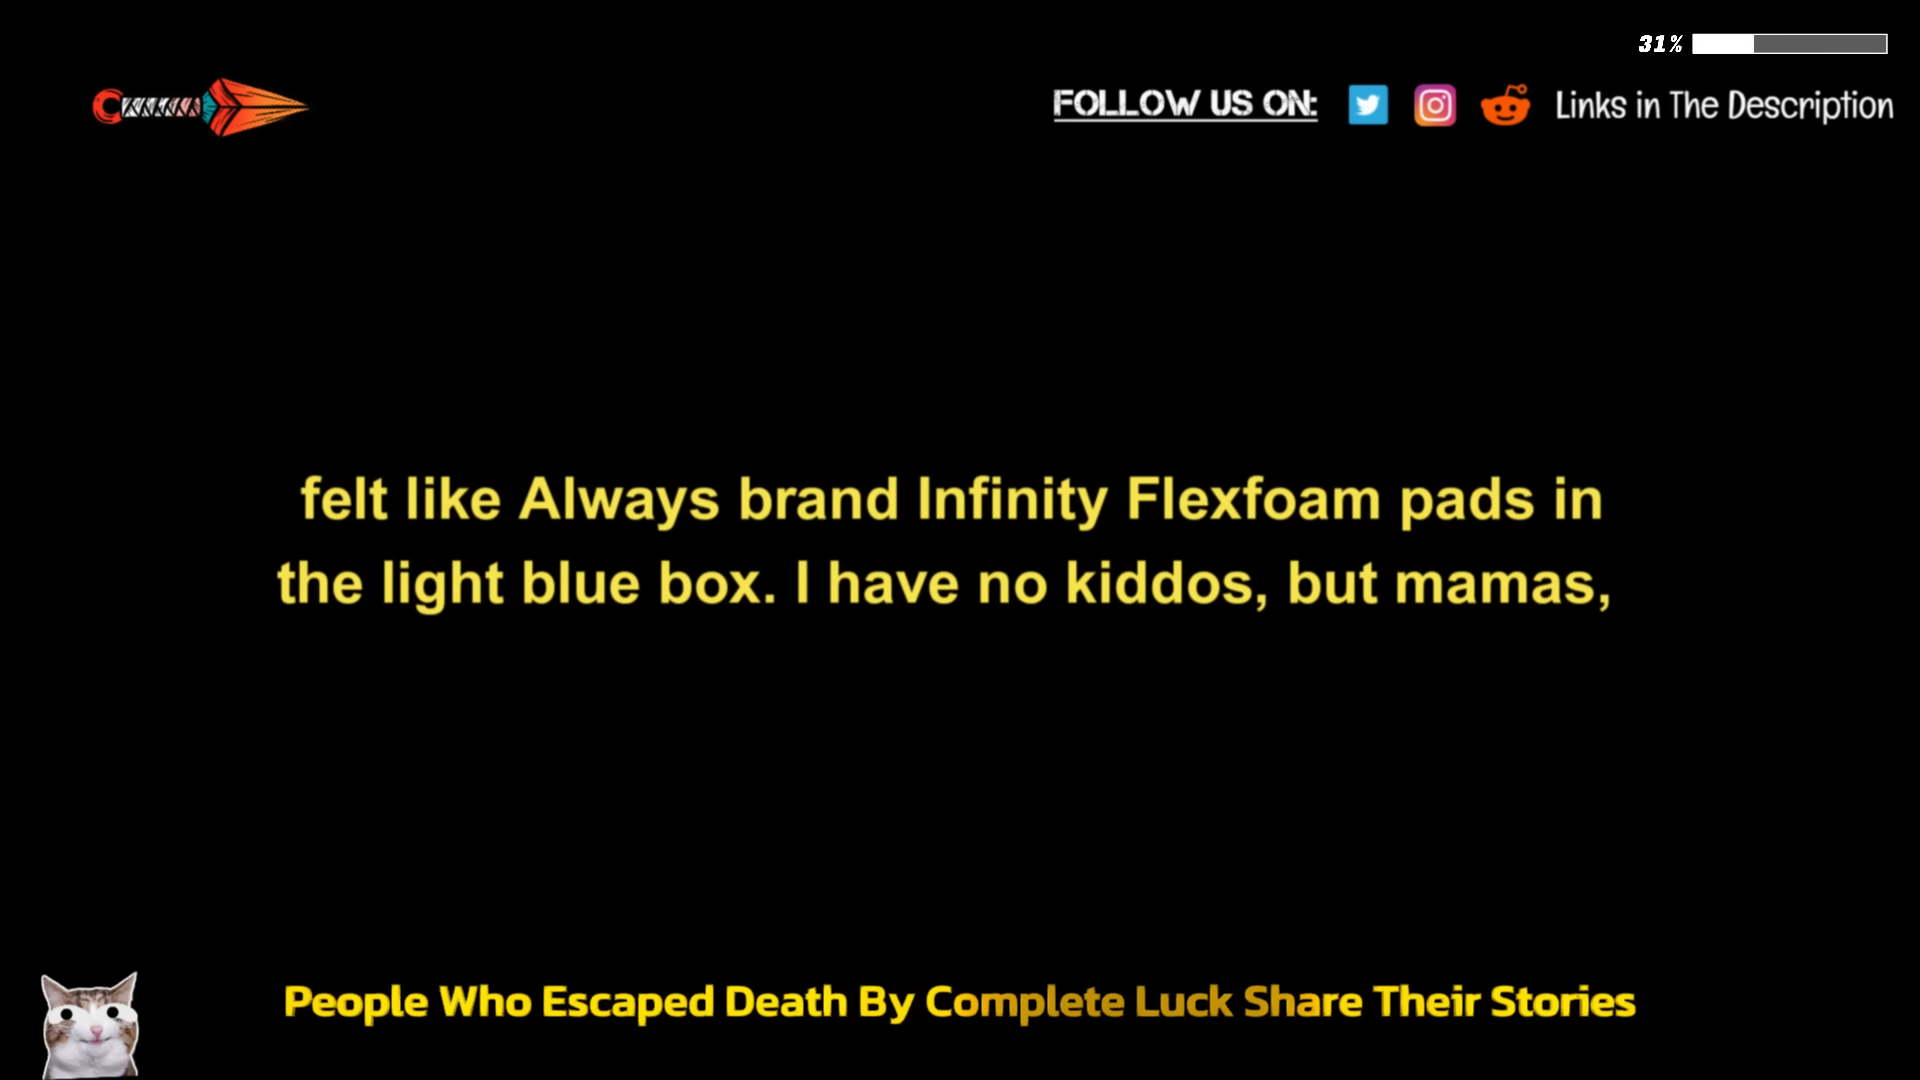 31%
FOLLOW US ON: Links in The Description
felt like Always brand Infinity Flexfoam pads in
the light blue box. I have no kiddos, but mamas,
People Who Escaped Death By Complete Luck Share Their Stories